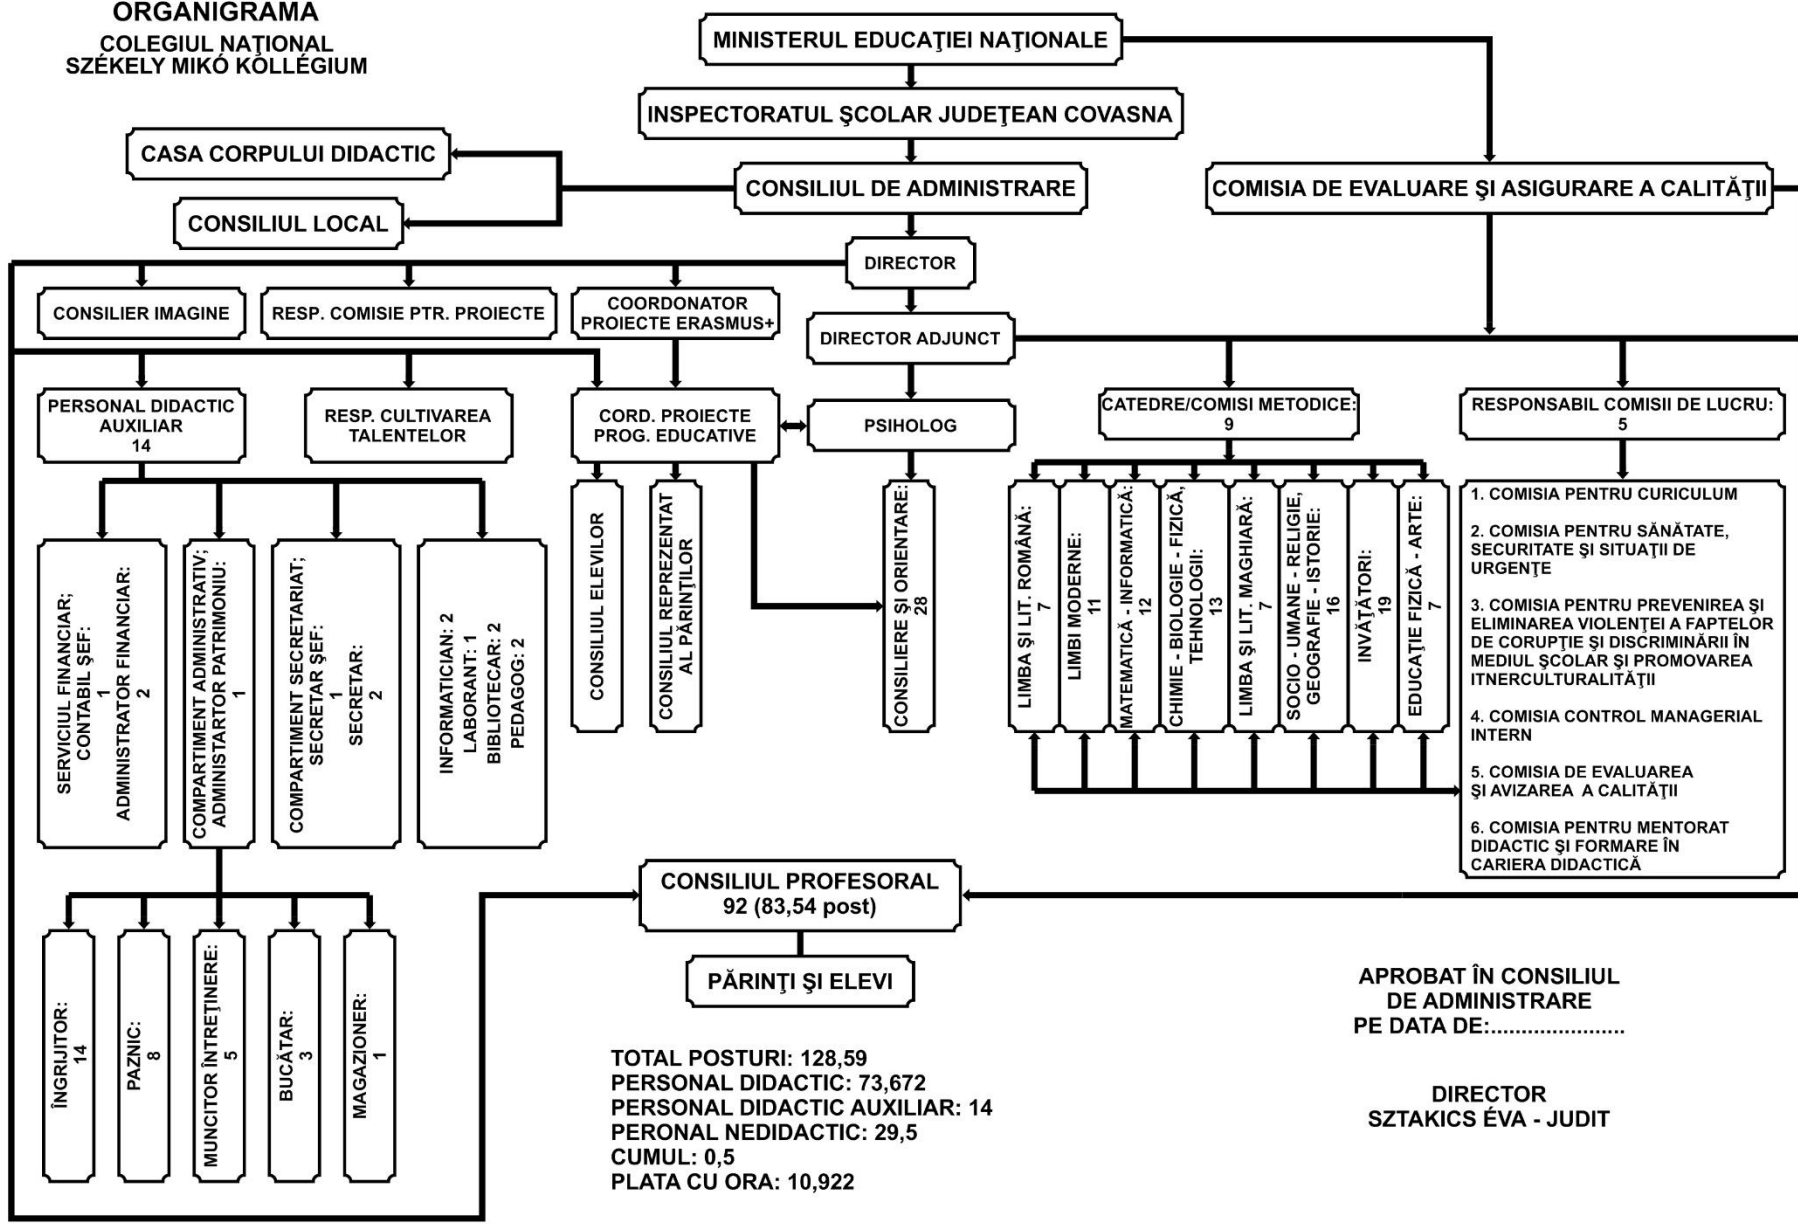 ORGANIGRAMA
COLEGIUL NAŢIONAL
SZÉKELY MIKÓ KOLLÉGIUM
MINISTERUL EDUCAŢIEI NAŢIONALE
INSPECTORATUL ŞCOLAR JUDEŢEAN COVASNA
CASA CORPULUI DIDACTIC
CONSILIUL DE ADMINISTRARE
COMISIA DE EVALUARE ŞI ASIGURARE A CALITĂŢII
CONSILIUL LOCAL
DIRECTOR
CONSILIER IMAGINE
RESP. COMISIE PTR. PROIECTE
COORDONATOR
PROIECTE ERASMUS+
DIRECTOR ADJUNCT
PERSONAL DIDACTIC
AUXILIAR
14
RESP. CULTIVAREA
TALENTELOR
CORD. PROIECTE
PROG. EDUCATIVE
PSIHOLOG
CATEDRE/COMISI METODICE:
9
RESPONSABIL COMISII DE LUCRU:
5
SERVICIUL FINANCIAR;
CONTABIL ŞEF:
1
ADMINISTRATOR FINANCIAR:
2
COMPARTIMENT ADMINISTRATIV;
ADMINISTARTOR PATRIMONIU:
1
COMPARTIMENT SECRETARIAT;
SECRETAR ŞEF:
1
SECRETAR:
2
INFORMATICIAN: 2
LABORANT: 1
BIBLIOTECAR: 2
PEDAGOG: 2
CONSILIUL ELEVILOR
CONSILIUL REPREZENTAT
AL PĂRINŢILOR
CONSILIERE ŞI ORIENTARE:
28
LIMBA ŞI LIT. ROMÂNĂ:
7
LIMBI MODERNE:
11
MATEMATICĂ - INFORMATICĂ:
12
CHIMIE - BIOLOGIE - FIZICĂ,
TEHNOLOGII:
13
LIMBA ŞI LIT. MAGHIARĂ:
7
SOCIO - UMANE - RELIGIE,
GEOGRAFIE - ISTORIE:
16
INVĂŢĂTORI:
19
EDUCAŢIE FIZICĂ - ARTE:
7
1. COMISIA PENTRU CURICULUM
2. COMISIA PENTRU SĂNĂTATE,
SECURITATE ŞI SITUAŢII DE
URGENŢE
3. COMISIA PENTRU PREVENIREA ŞI
ELIMINAREA VIOLENŢEI A FAPTELOR
DE CORUPŢIE ŞI DISCRIMINĂRII ÎN
MEDIUL ŞCOLAR ŞI PROMOVAREA
ITNERCULTURALITĂŢII
4. COMISIA CONTROL MANAGERIAL
INTERN
5. COMISIA DE EVALUAREA
ŞI AVIZAREA A CALITĂŢII
6. COMISIA PENTRU MENTORAT
DIDACTIC ŞI FORMARE ÎN
CARIERA DIDACTICĂ
ÎNGRIJITOR:
14
PAZNIC:
8
MUNCITOR ÎNTREŢINERE:
5
BUCĂTAR:
3
MAGAZIONER:
1
CONSILIUL PROFESORAL
92 (83,54 post)
PĂRINŢI ŞI ELEVI
TOTAL POSTURI: 128,59
PERSONAL DIDACTIC: 73,672
PERSONAL DIDACTIC AUXILIAR: 14
PERONAL NEDIDACTIC: 29,5
CUMUL: 0,5
PLATA CU ORA: 10,922
APROBAT ÎN CONSILIUL
DE ADMINISTRARE
PE DATA DE:......................
DIRECTOR
SZTAKICS ÉVA - JUDIT